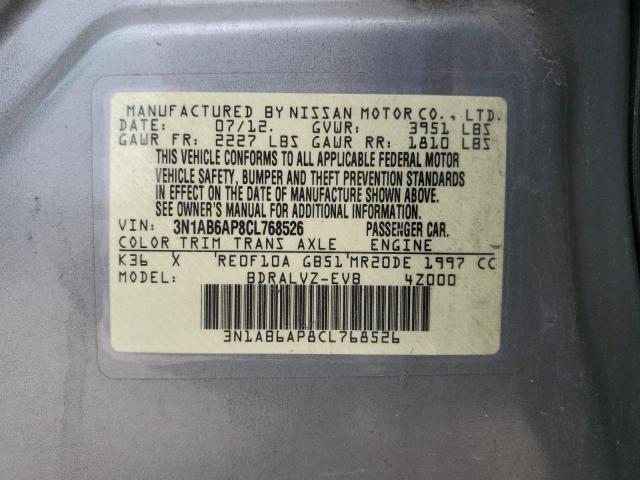 MANUFACTURED BY NISSAN MOTOR CO., LTD.
DATE: 07/12. GVWR: 3951 LBS
GAWR FR: 2227 LBS GAWR RR: 1810 LBS
THIS VEHICLE CONFORMS TO ALL APPLICABLE FEDERAL MOTOR
VEHICLE SAFETY, BUMPER AND THEFT PREVENTION STANDARDS
IN EFFECT ON THE DATE OF MANUFACTURE SHOWN ABOVE.
SEE OWNER'S MANUAL FOR ADDITIONAL INFORMATION.
VIN: 3N1AB6AP8CL768526 PASSENGER CAR.
COLOR TRIM TRANS AXLE ENGINE
K36 X RE0F10A GB51 MR20DE 1997 CC
MODEL: BDRALVZ-EVB 4Z000
3N1AB6AP8CL768526